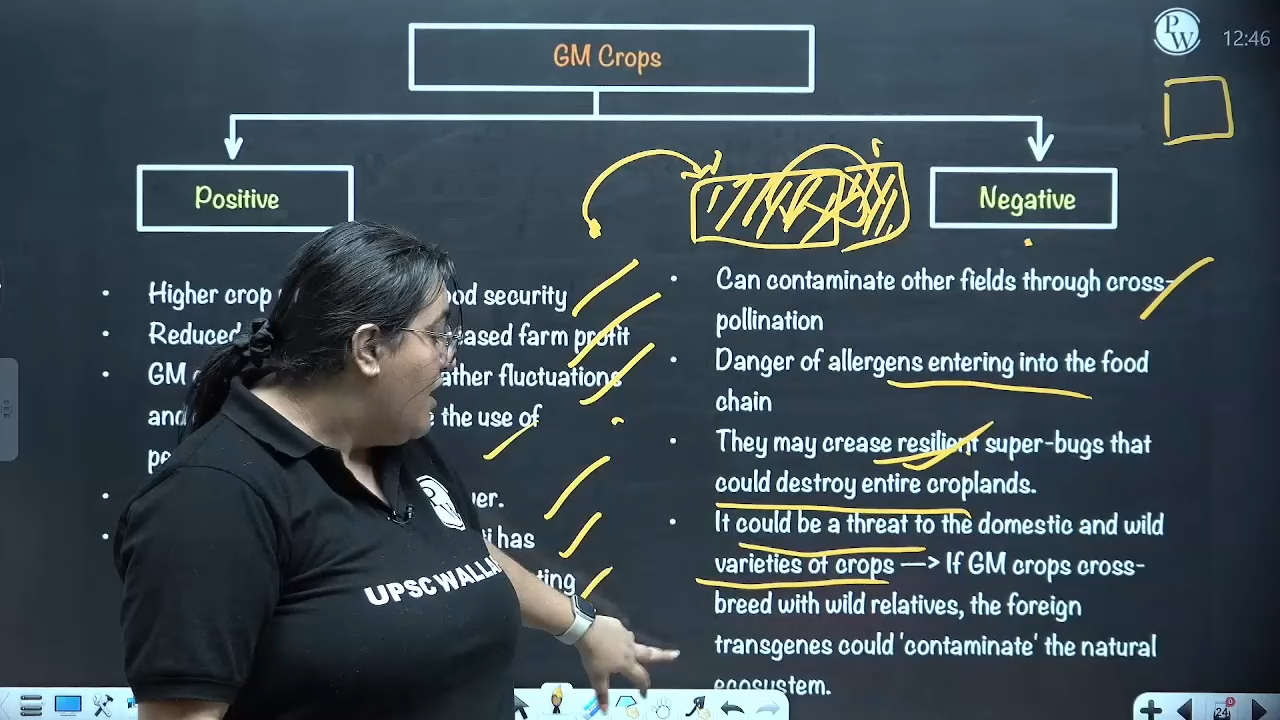 GM Crops
PW
12:46
Positive
Negative
Higher crop
ood security
Reduced
eased farm profit
GM
ather fluctuations
and
the use of
er.
has
ting
Can contaminate other fields through cross-
pollination
Danger of allergens entering into the food
chain
They may crease resilient super-bugs that
could destroy entire croplands.
It could be a threat to the domestic and wild
varieties of crops —> If GM crops cross-
breed with wild relatives, the foreign
transgenes could 'contaminate' the natural
ecosystem.
UPSC WALLA
24